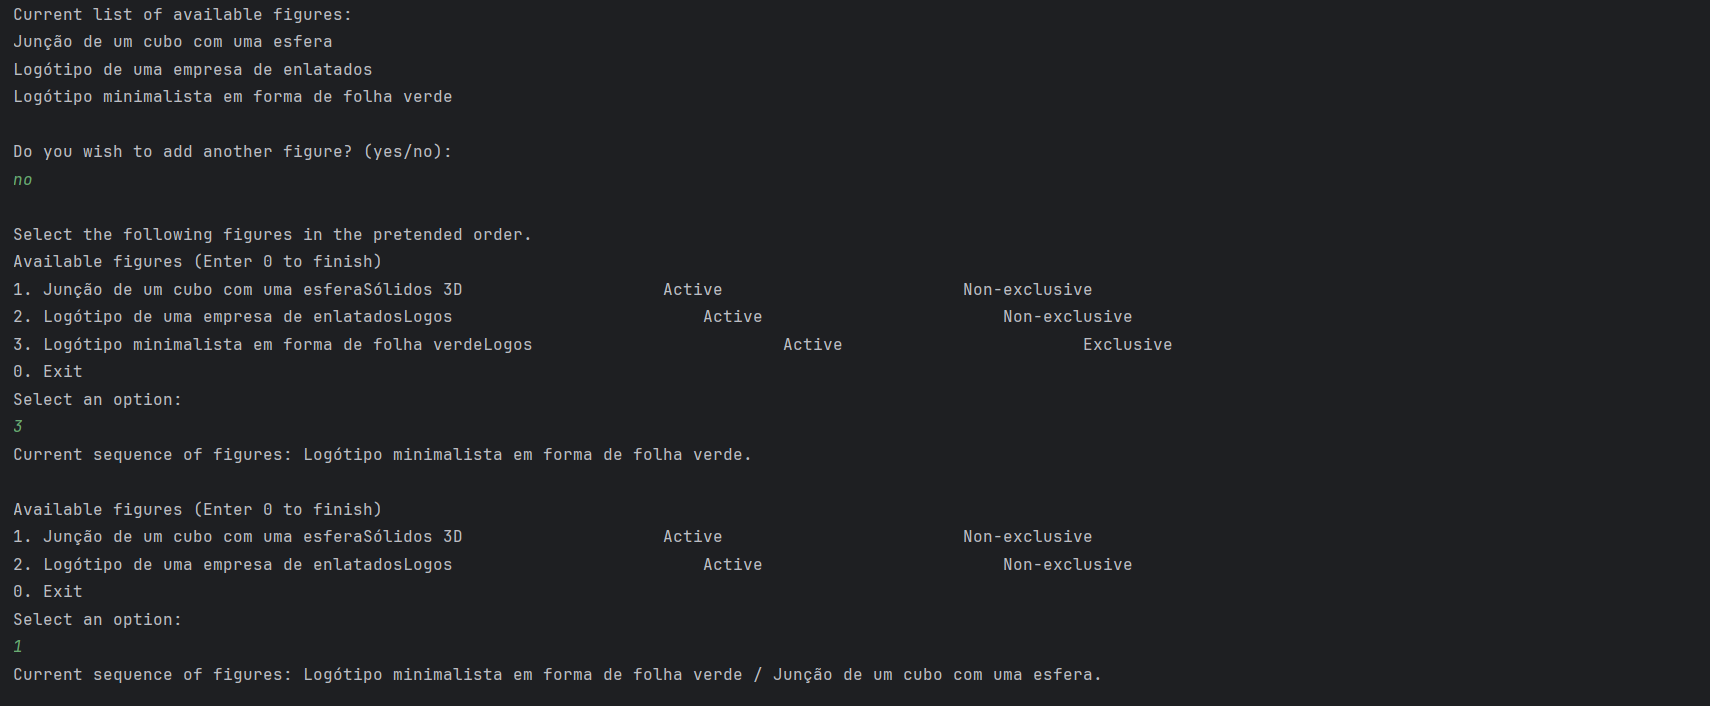 Current list of available figures:
Junção de um cubo com uma esfera
Logótipo de uma empresa de enlatados
Logótipo minimalista em forma de folha verde
Do you wish to add another figure? (yes/no):
no
Select the following figures in the pretended order.
Available figures (Enter 0 to finish)
1. Junção de um cubo com uma esferaSólidos 3D                    Active                        Non-exclusive
2. Logótipo de uma empresa de enlatadosLogos                         Active                        Non-exclusive
3. Logótipo minimalista em forma de folha verdeLogos                         Active                        Exclusive
0. Exit
Select an option:
3
Current sequence of figures: Logótipo minimalista em forma de folha verde.
Available figures (Enter 0 to finish)
1. Junção de um cubo com uma esferaSólidos 3D                    Active                        Non-exclusive
2. Logótipo de uma empresa de enlatadosLogos                         Active                        Non-exclusive
0. Exit
Select an option:
1
Current sequence of figures: Logótipo minimalista em forma de folha verde / Junção de um cubo com uma esfera.